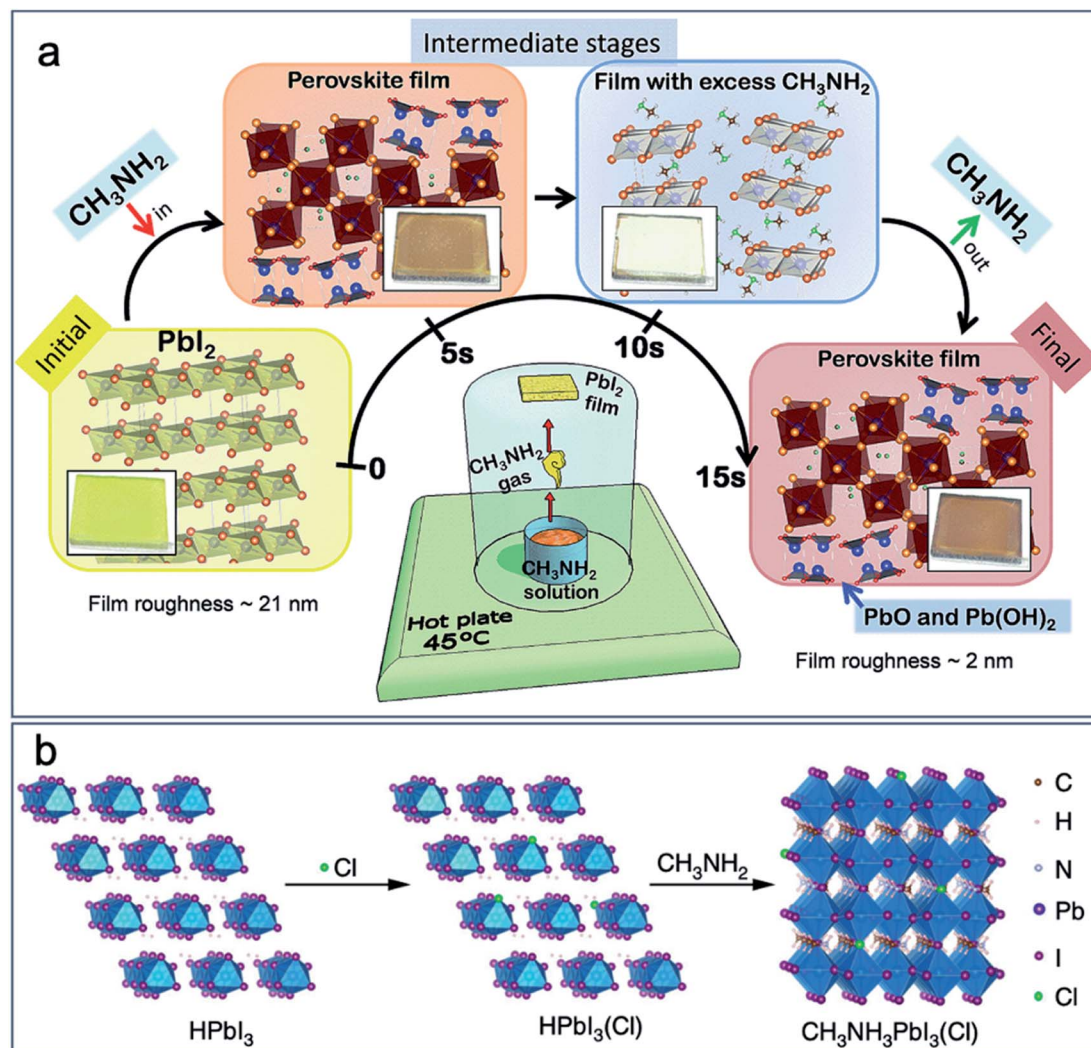 a
Intermediate stages
Perovskite film
Film with excess CH₃NH₂
CH₃NH₂
in
CH₃NH₂
out
Initial
PbI₂
Film roughness ~ 21 nm
0
5s
10s
15s
PbI₂
film
CH₃NH₂
gas
CH₃NH₂
solution
Hot plate
45°C
Final
Perovskite film
PbO and Pb(OH)₂
Film roughness ~ 2 nm
b
HPbI₃
Cl
HPbI₃(Cl)
CH₃NH₂
CH₃NH₃PbI₃(Cl)
C
H
N
Pb
I
Cl